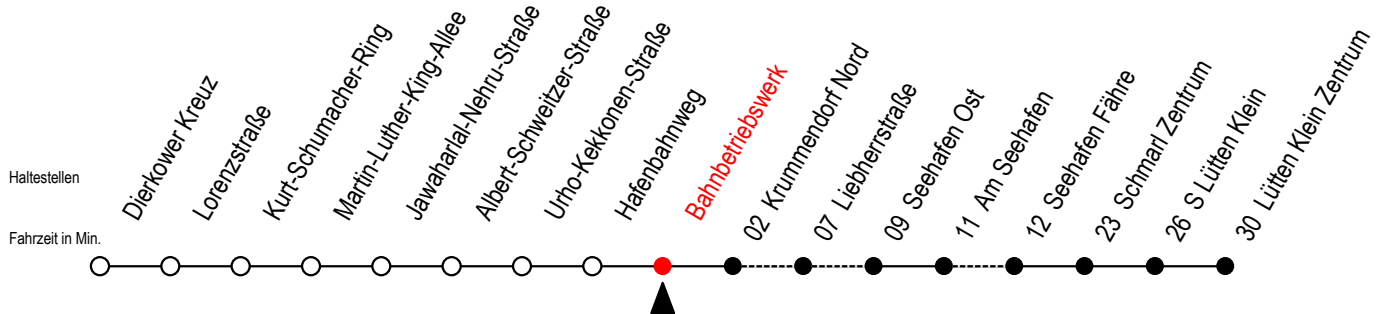 Haltestellen
Dierkower Kreuz
Lorenzstraße
Kurt-Schumacher-Ring
Martin-Luther-King-Allee
Jawaharlal-Nehru-Straße
Albert-Schweitzer-Straße
Urho-Kekkonen-Straße
Hafenbahnweg
Bahnbetriebswerk
02 Krummendorf Nord
07 Liebherrstraße
09 Seehafen Ost
11 Am Seehafen
12 Seehafen Fähre
23 Schmarl Zentrum
26 S Lütten Klein
30 Lütten Klein Zentrum
Fahrzeit in Min.